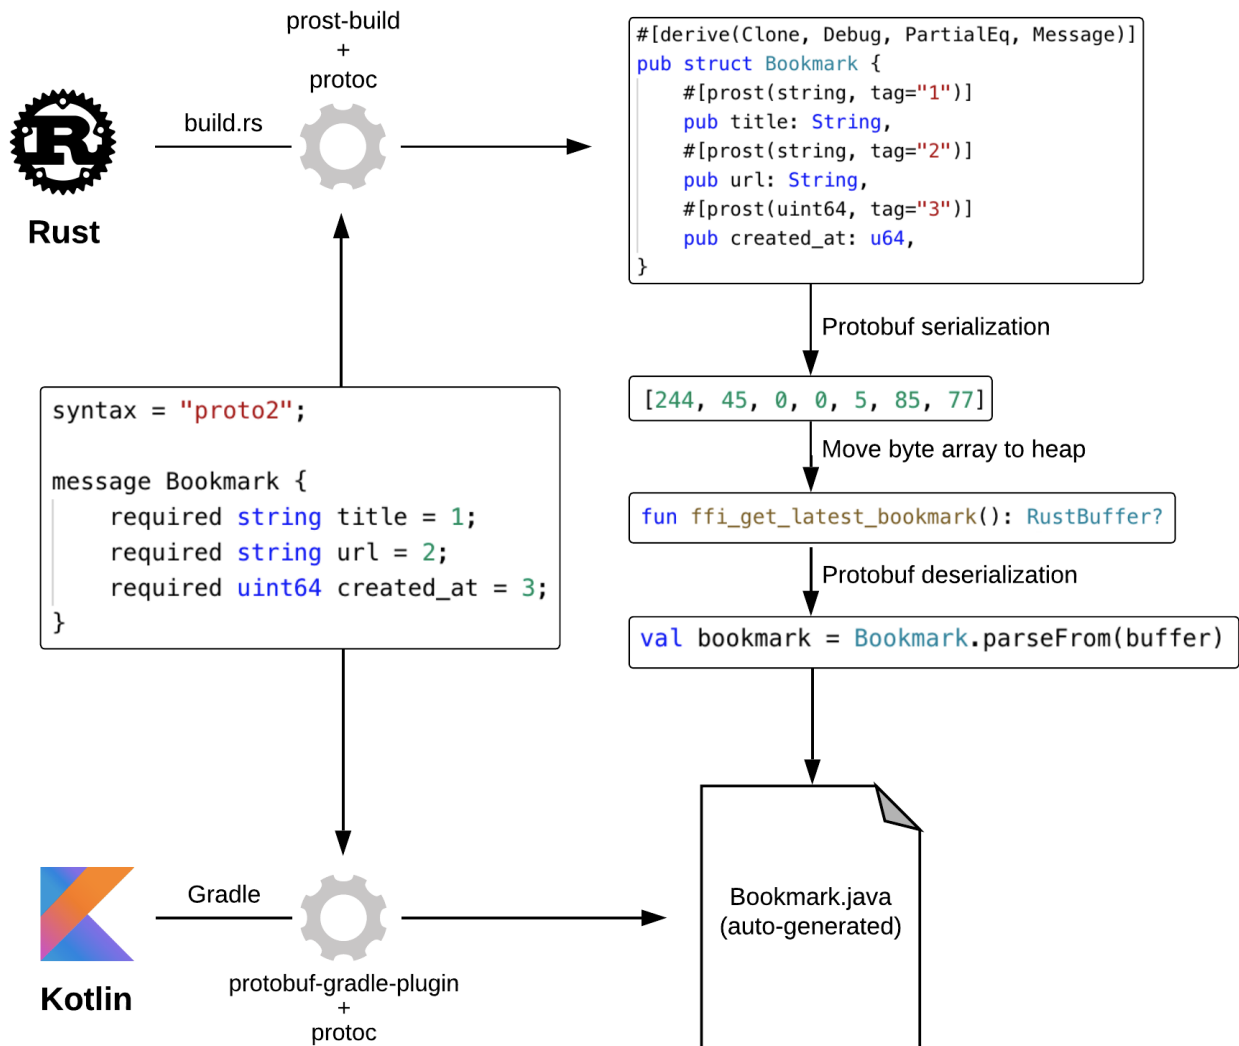 prost-build
+
protoc
build.rs
R
Rust
#[derive(Clone, Debug, PartialEq, Message)]
pub struct Bookmark {
    #[prost(string, tag="1")]
    pub title: String,
    #[prost(string, tag="2")]
    pub url: String,
    #[prost(uint64, tag="3")]
    pub created_at: u64,
}
Protobuf serialization
[244, 45, 0, 0, 5, 85, 77]
Move byte array to heap
fun ffi_get_latest_bookmark(): RustBuffer?
Protobuf deserialization
val bookmark = Bookmark.parseFrom(buffer)
syntax = "proto2";
message Bookmark {
    required string title = 1;
    required string url = 2;
    required uint64 created_at = 3;
}
Kotlin
Gradle
protobuf-gradle-plugin
+
protoc
Bookmark.java
(auto-generated)